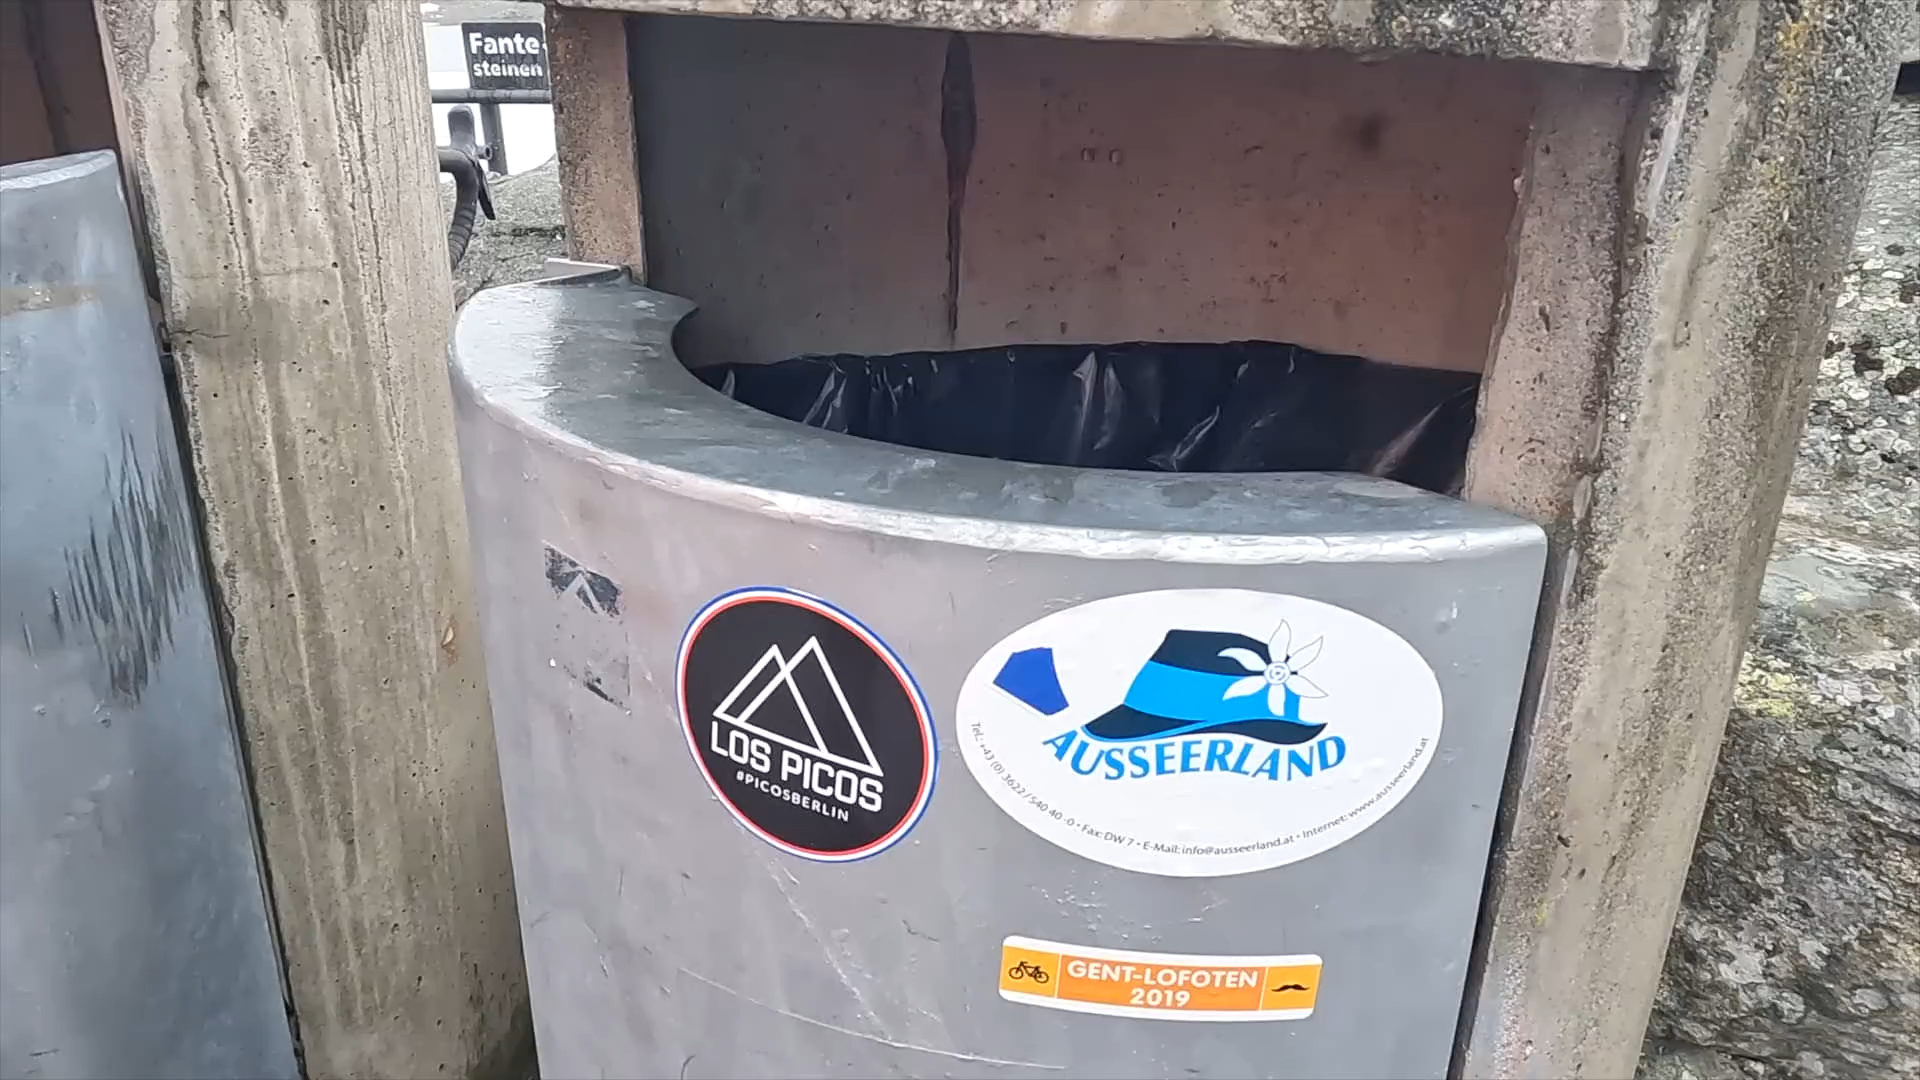 Fante-
steinen
LOS PICOS
#PICOSBERLIN
AUSSEERLAND
Tel.: +43 (0) 3622 / 540 40 -0 • Fax: DW 7 • E-Mail: info@ausseerland.at • Internet: www.ausseerland.at
GENT-LOFOTEN
2019